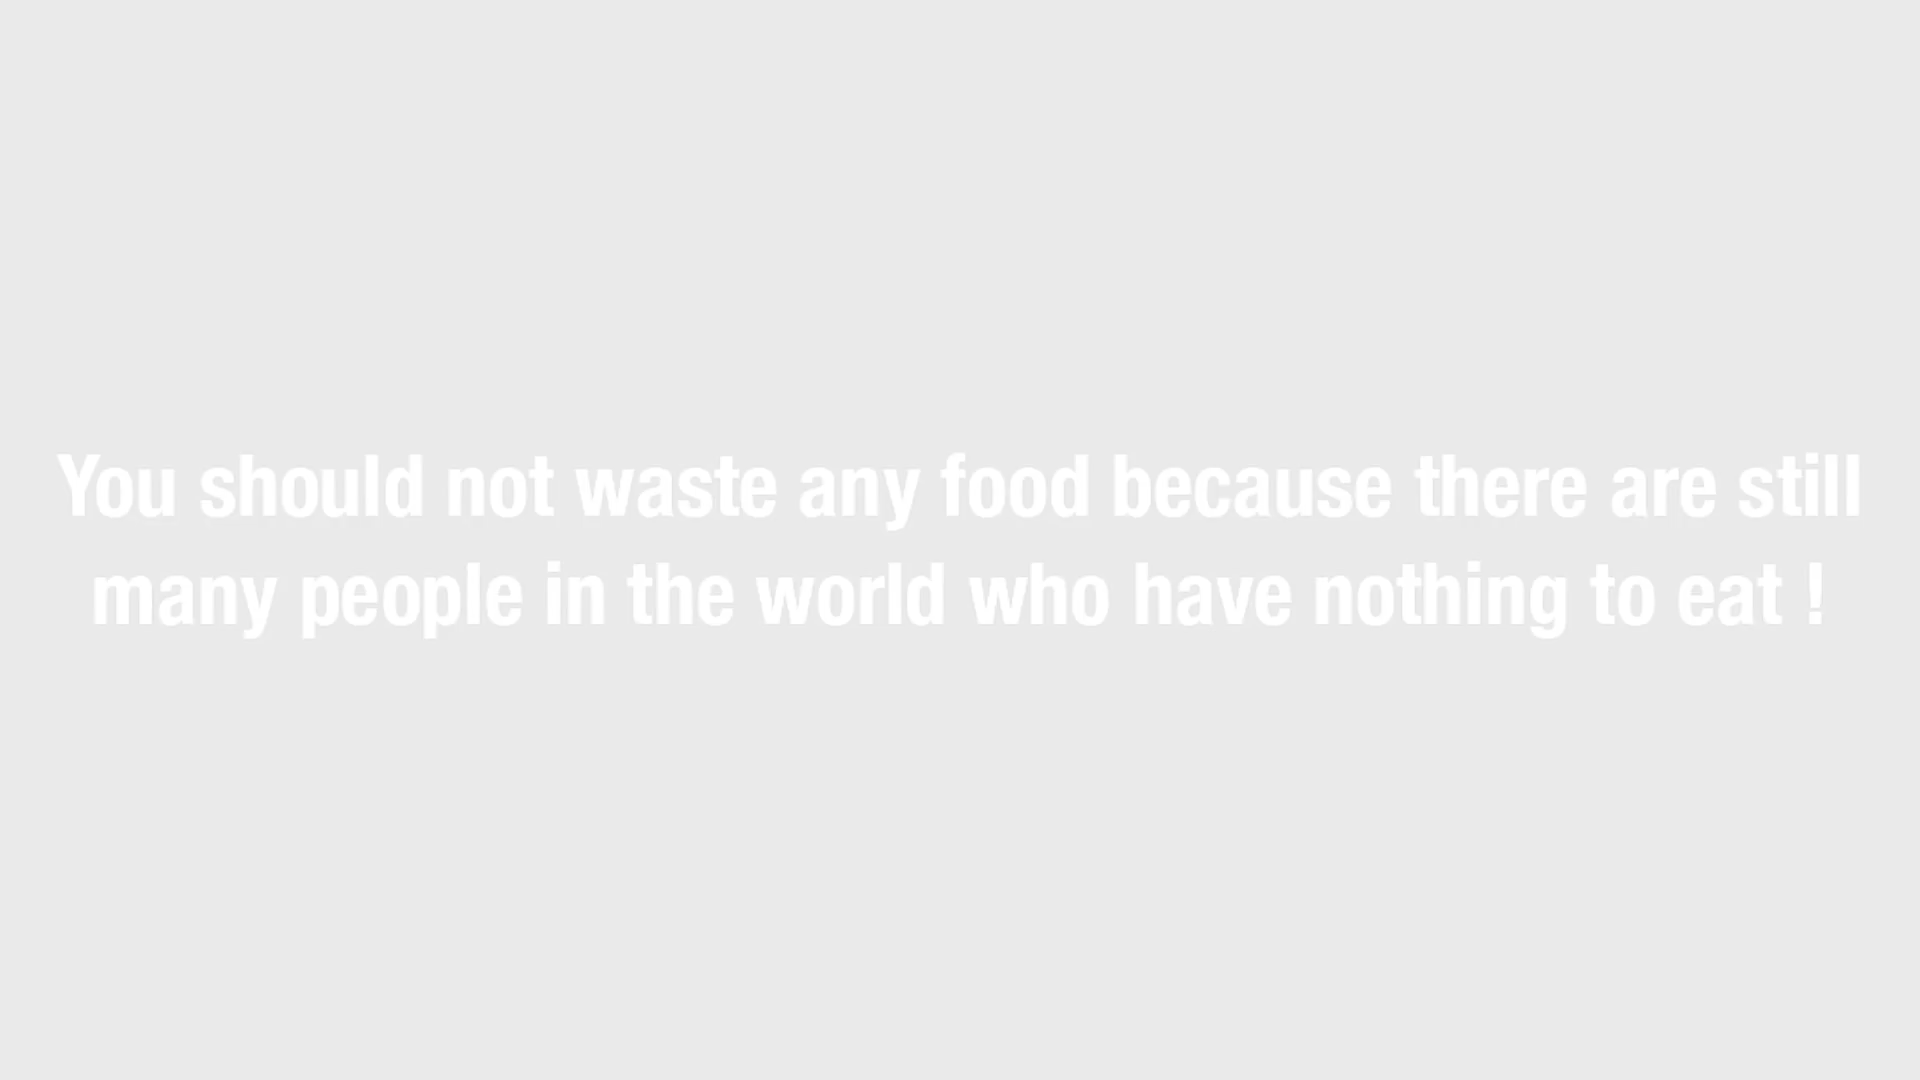 You should not waste any food because there are still
many people in the world who have nothing to eat !